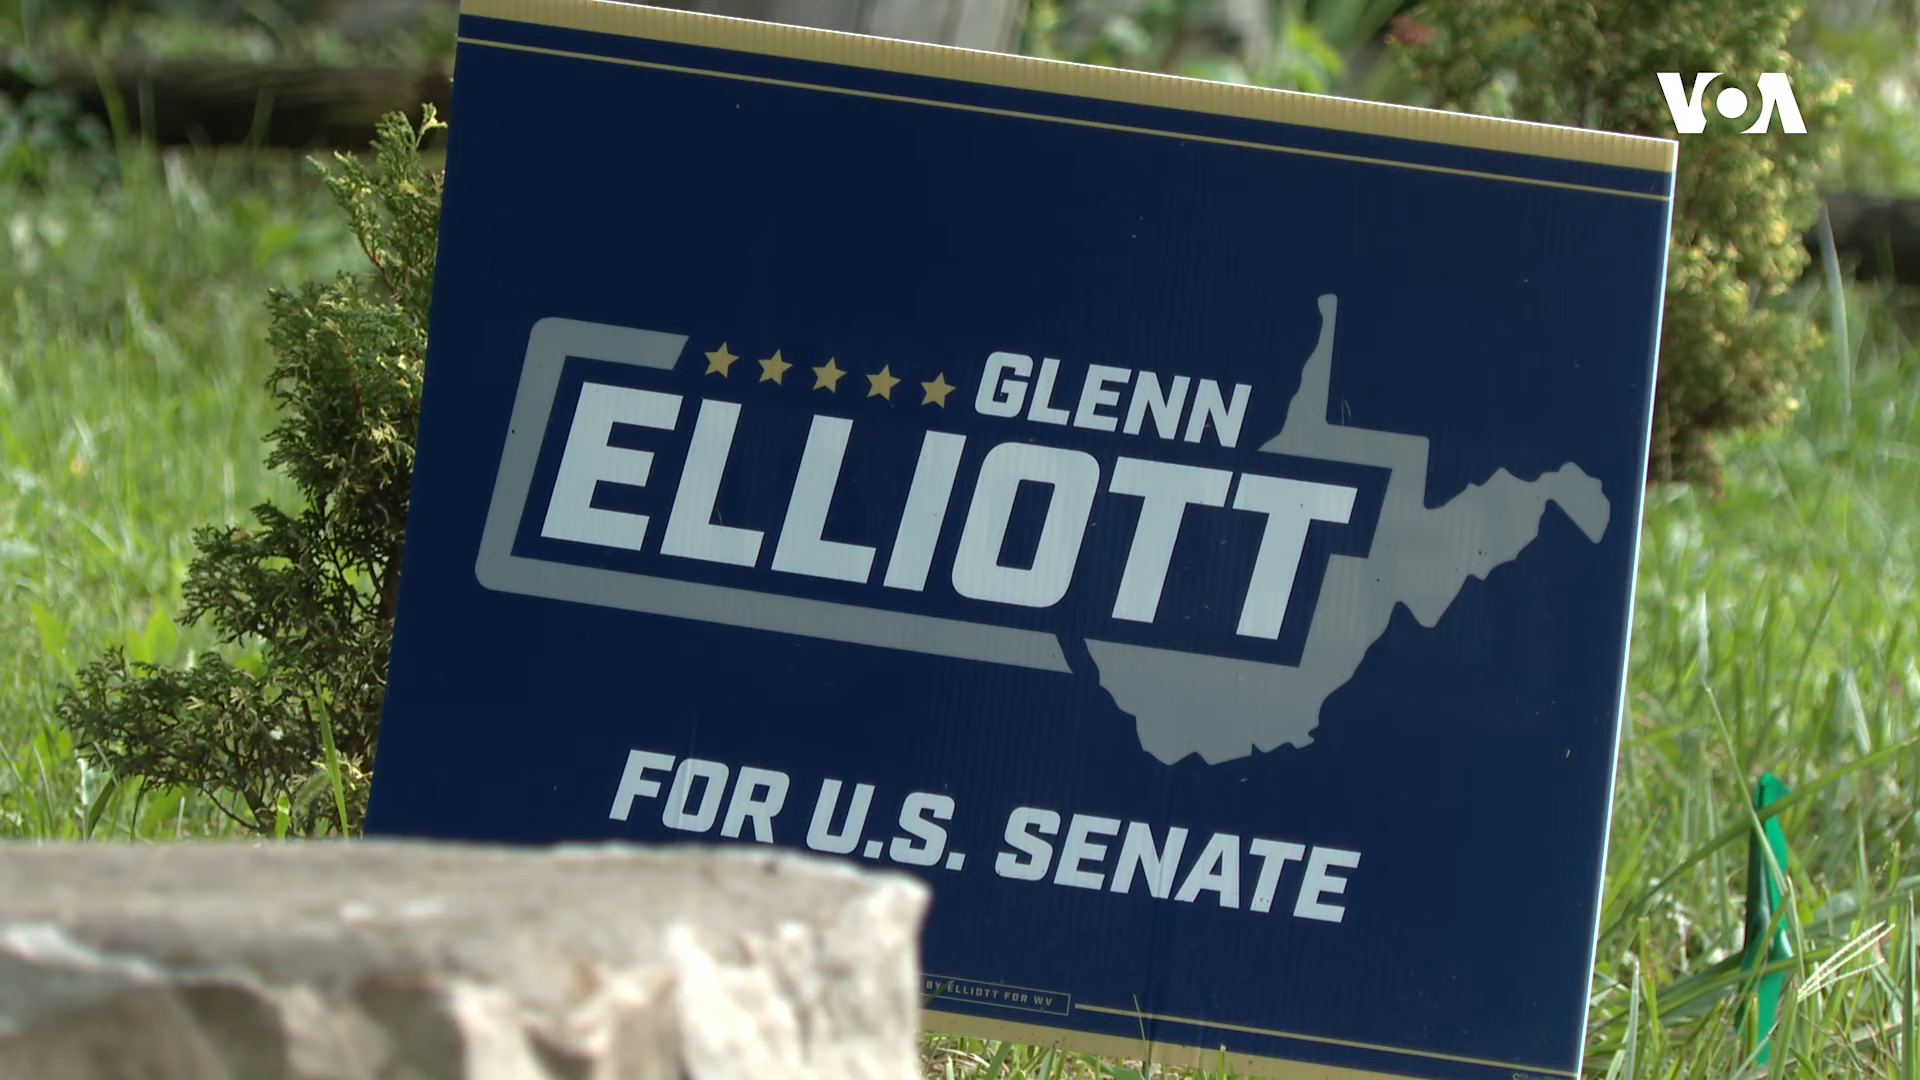 VOA
GLENN
ELLIOTT
FOR U.S. SENATE
BY ELLIOTT FOR WV